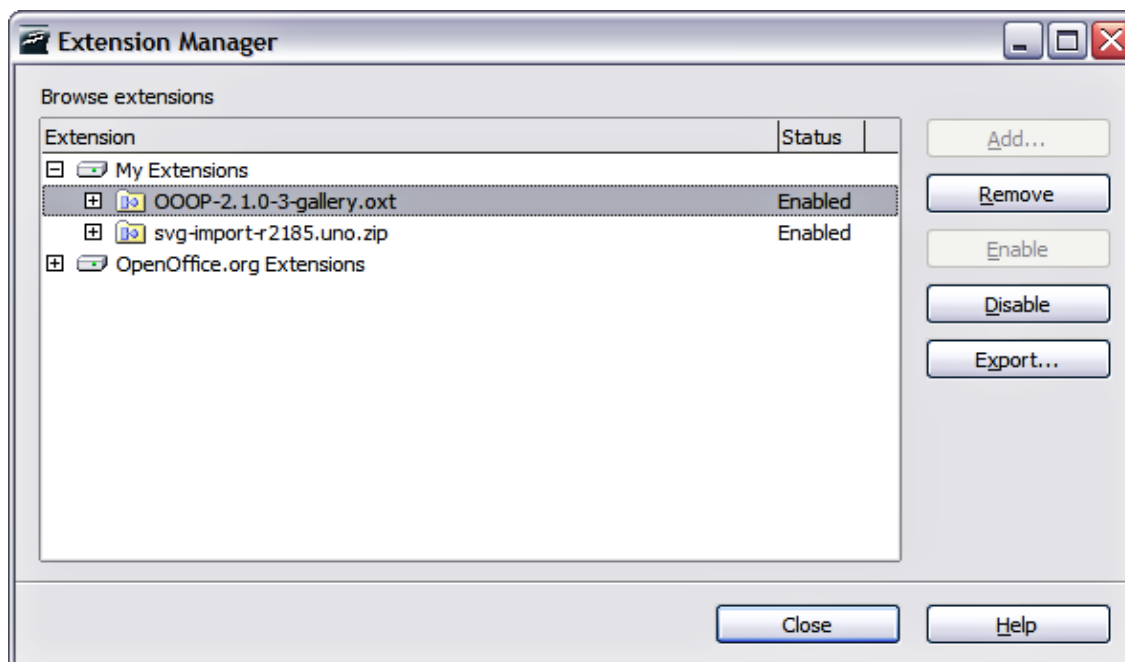 Extension Manager
Browse extensions
Extension Status
My Extensions
OOOP-2.1.0-3-gallery.oxt Enabled
svg-import-r2185.uno.zip Enabled
OpenOffice.org Extensions
Add...
Remove
Enable
Disable
Export...
Close Help